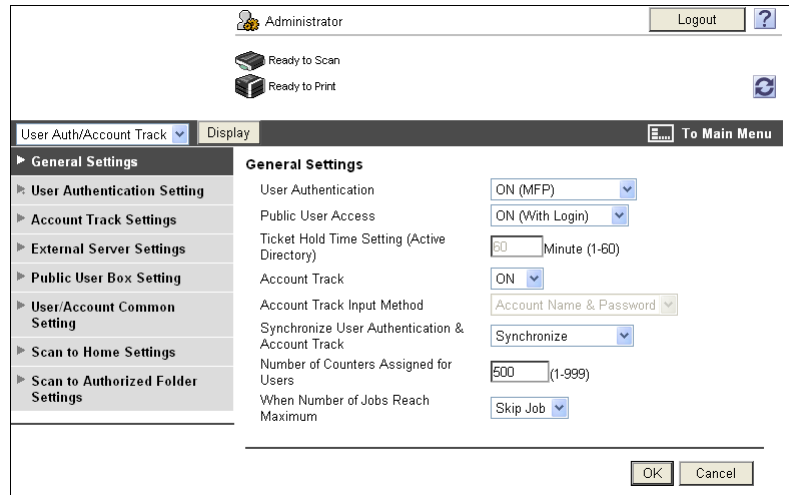 Administrator
Logout
?
Ready to Scan
Ready to Print
User Auth/Account Track
Display
To Main Menu
General Settings
User Authentication Setting
Account Track Settings
External Server Settings
Public User Box Setting
User/Account Common
Setting
Scan to Home Settings
Scan to Authorized Folder
Settings
General Settings
User Authentication
ON (MFP)
Public User Access
ON (With Login)
Ticket Hold Time Setting (Active
Directory)
60 Minute (1-60)
Account Track
ON
Account Track Input Method
Account Name & Password
Synchronize User Authentication &
Account Track
Synchronize
Number of Counters Assigned for
Users
500 (1-999)
When Number of Jobs Reach
Maximum
Skip Job
OK
Cancel